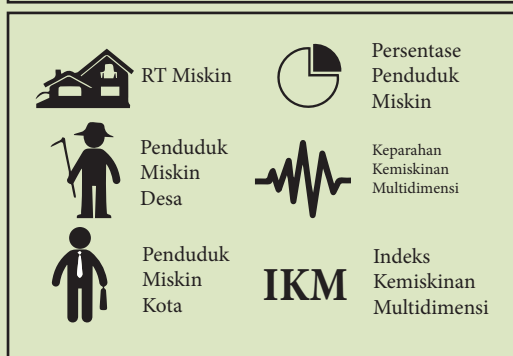 RT Miskin
Persentase
Penduduk
Miskin
Penduduk
Miskin
Desa
Keparahan
Kemiskinan
Multidimensi
Penduduk
Miskin
Kota
IKM
Indeks
Kemiskinan
Multidimensi